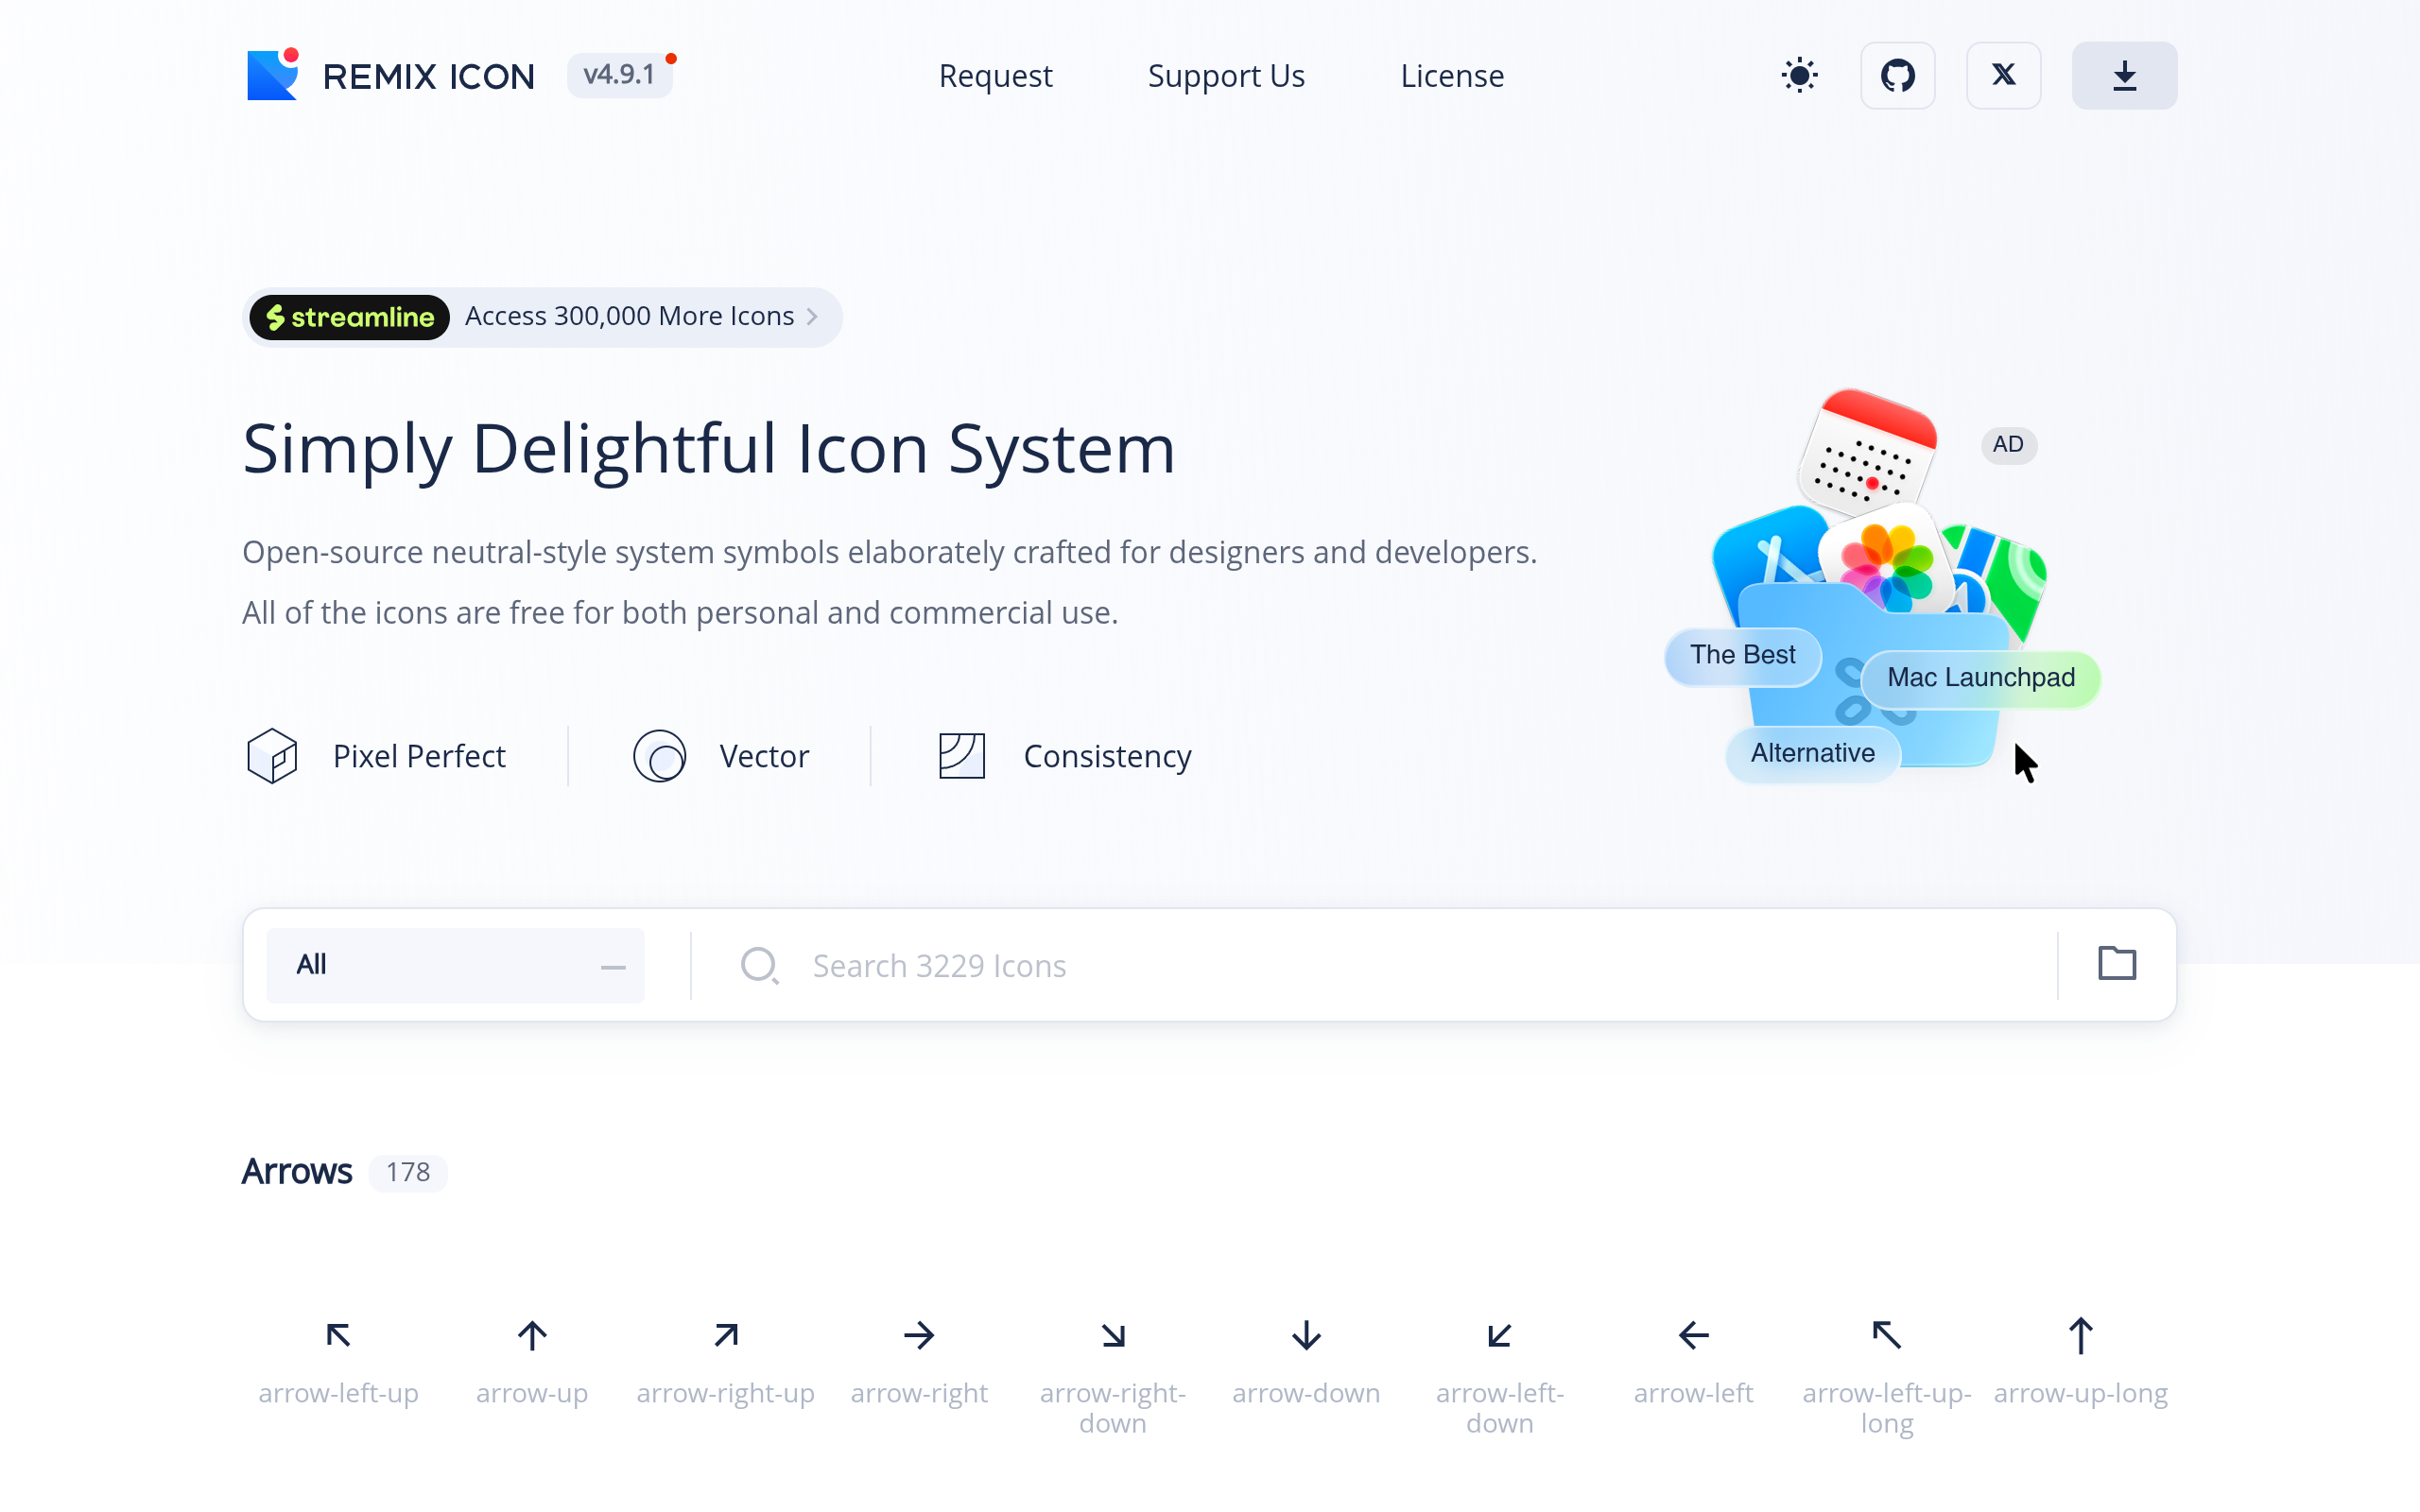 REMIX ICON v4.9.1 Request Support Us License
streamline Access 300,000 More Icons
AD
Simply Delightful Icon System
Open-source neutral-style system symbols elaborately crafted for designers and developers.
All of the icons are free for both personal and commercial use.
The Best
Mac Launchpad
Alternative
Pixel Perfect Vector Consistency
All Search 3229 Icons
Arrows 178
arrow-left-up arrow-up arrow-right-up arrow-right arrow-right- arrow-down arrow-left- arrow-left arrow-left-up- arrow-up-long
down down long